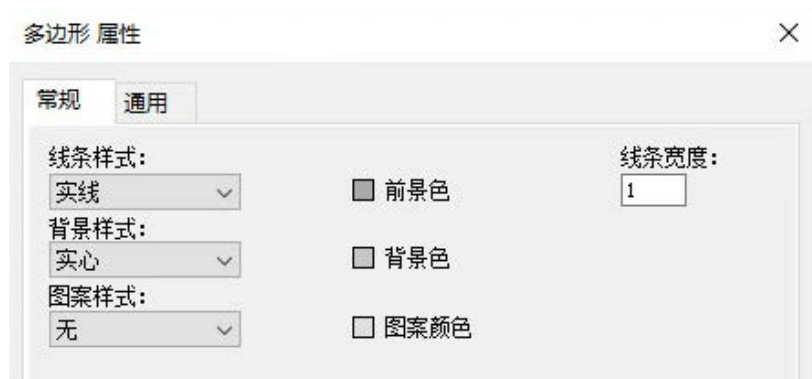 多边形 属性
常规 通用
线条样式: 线条宽度:
实线 前景色 1
背景样式:
实心 背景色
图案样式:
无 图案颜色